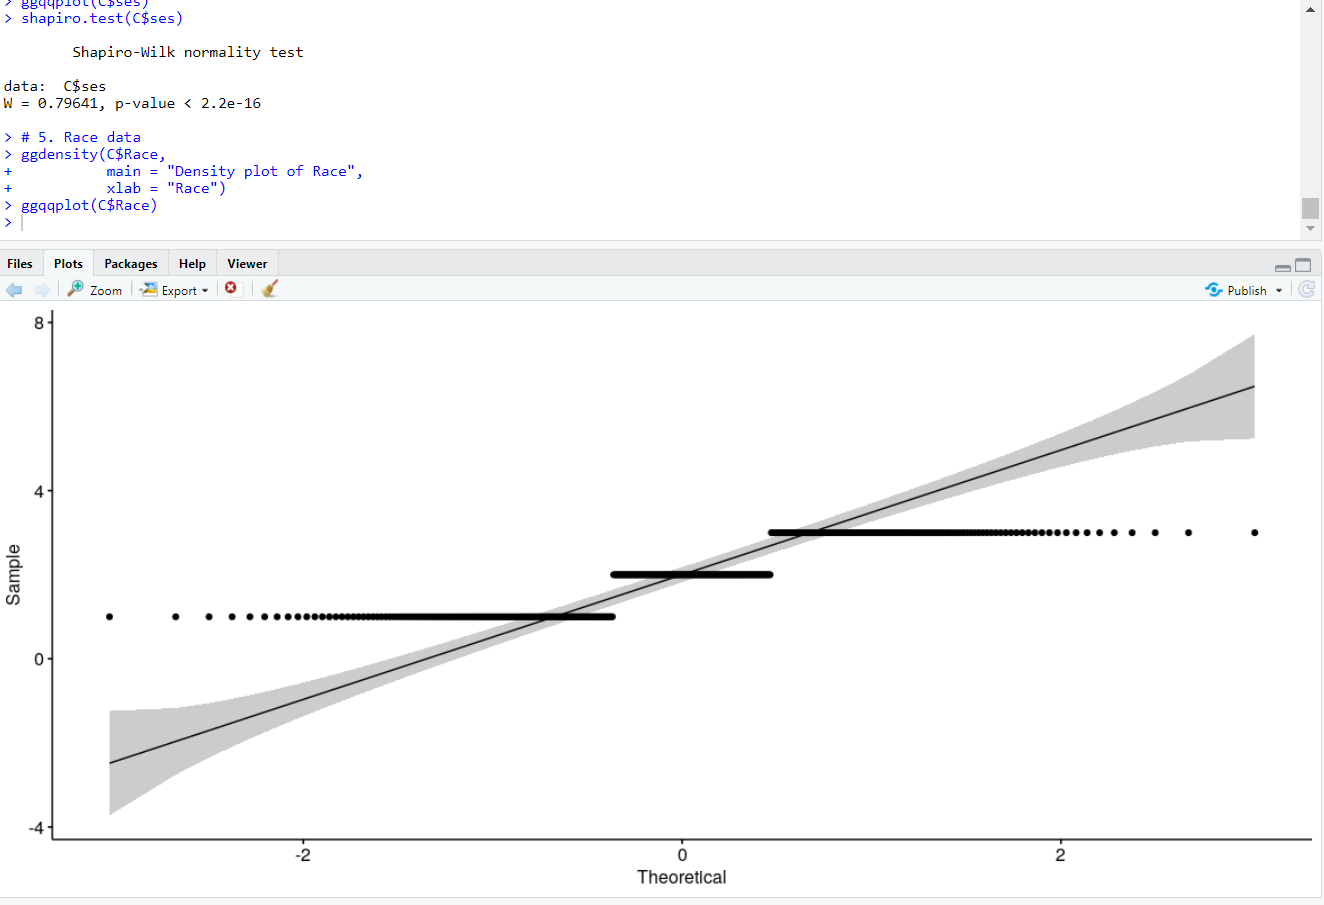 > ggqqplot(C$ses)
> shapiro.test(C$ses)
Shapiro-Wilk normality test
data:  C$ses
W = 0.79641, p-value < 2.2e-16
> # 5. Race data
> ggdensity(C$Race,
+           main = "Density plot of Race",
+           xlab = "Race")
> ggqqplot(C$Race)
>
Files Plots Packages Help Viewer
Zoom Export Publish
8
4
0
-4
Sample
-2 0 2
Theoretical